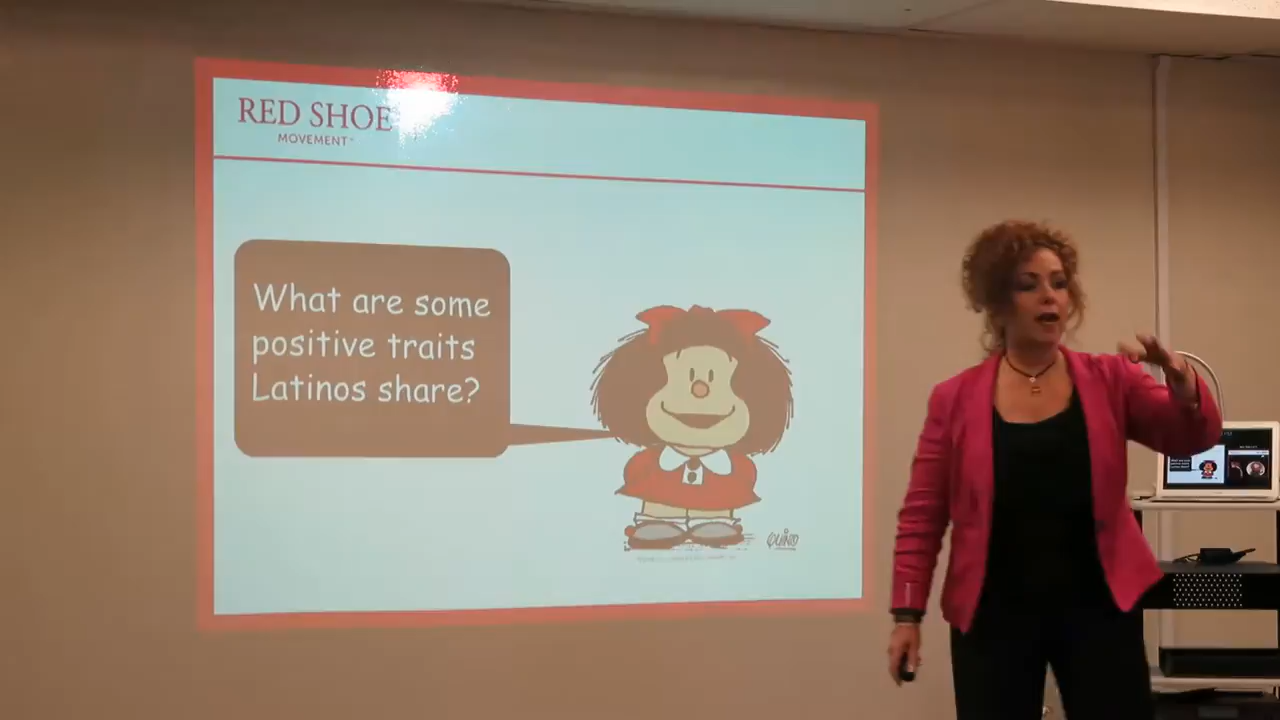 RED SHOE
MOVEMENT
What are some
positive traits
Latinos share?
QUINO